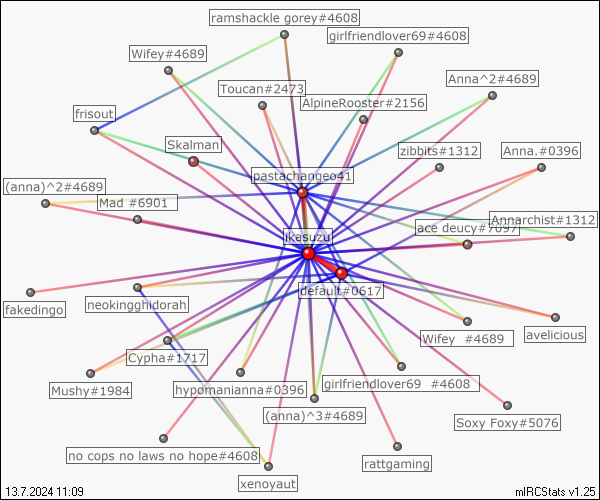 ramshackle gorey#4608
girlfriendlover69#4608
Wifey#4689
Anna^2#4689
Toucan#2473
AlpineRooster#2156
frisout
Skalman
zibbits#1312
Anna.#0396
pastachangeo41
(anna)^2#4689
Mad #6901
Annarchist#1312
ace deucy#7097
ikasuzu
default#0617
fakedingo
neokingghidorah
avelicious
Wifey #4689
Cypha#1717
Mushy#1984
hypomanianna#0396
girlfriendlover69 #4608
(anna)^3#4689
Soxy Foxy#5076
no cops no laws no hope#4608
rattgaming
xenoyaut
13.7.2024 11:09
mIRCStats v1.25